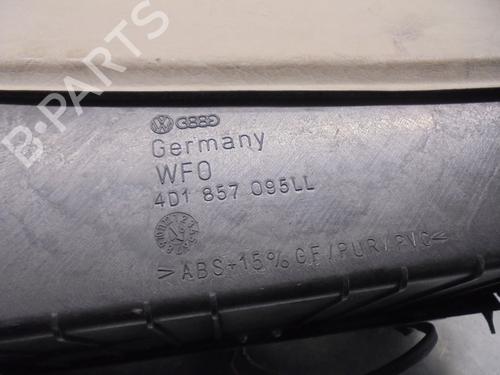 B-PARTS
Germany
WFO
4D1 857 095LL
>ABS+15% GF/PUR/PVC<